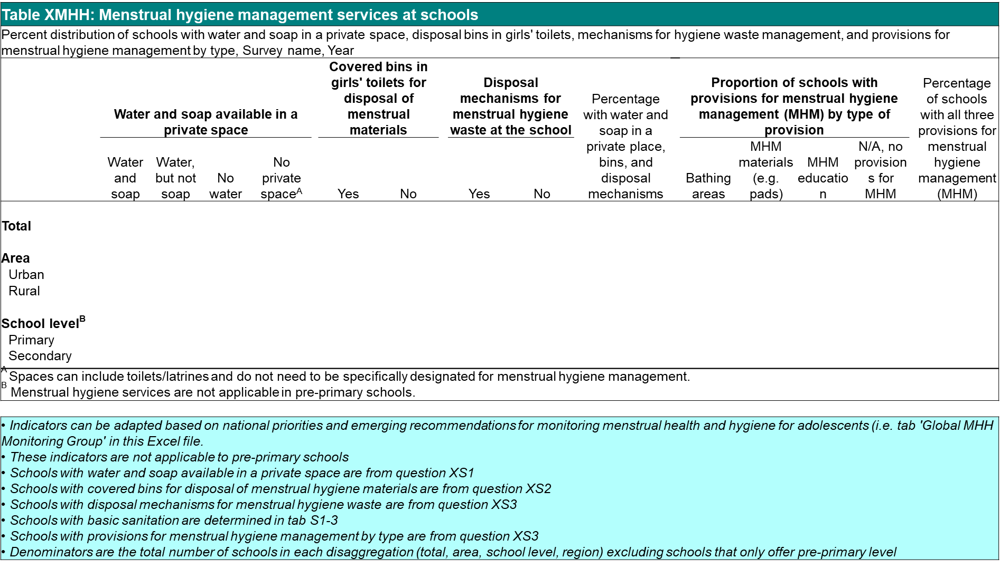 Table XMHH: Menstrual hygiene management services at schools
Percent distribution of schools with water and soap in a private space, disposal bins in girls' toilets, mechanisms for hygiene waste management, and provisions for
menstrual hygiene management by type, Survey name, Year
Water and soap available in a
private space
Covered bins in
girls' toilets for
disposal of
menstrual
materials
Disposal
mechanisms for
menstrual hygiene
waste at the school
Percentage
with water and
soap in a
private place,
bins, and
disposal
mechanisms
Proportion of schools with
provisions for menstrual hygiene
management (MHM) by type of
provision
Percentage
of schools
with all three
provisions for
menstrual
hygiene
management
(MHM)
Water
and
soap
Water,
but not
soap
No
water
No
private
spaceA
Yes
No
Yes
No
Bathing
areas
MHM
materials
(e.g.
pads)
MHM
educatio
n
N/A, no
provision
s for
MHM
Total
Area
Urban
Rural
School levelB
Primary
Secondary
A Spaces can include toilets/latrines and do not need to be specifically designated for menstrual hygiene management.
B Menstrual hygiene services are not applicable in pre-primary schools.
• Indicators can be adapted based on national priorities and emerging recommendations for monitoring menstrual health and hygiene for adolescents (i.e. tab 'Global MHH
Monitoring Group' in this Excel file.
• These indicators are not applicable to pre-primary schools
• Schools with water and soap available in a private space are from question XS1
• Schools with covered bins for disposal of menstrual hygiene materials are from question XS2
• Schools with disposal mechanisms for menstrual hygiene waste are from question XS3
• Schools with basic sanitation are determined in tab S1-3
• Schools with provisions for menstrual hygiene management by type are from question XS3
• Denominators are the total number of schools in each disaggregation (total, area, school level, region) excluding schools that only offer pre-primary level